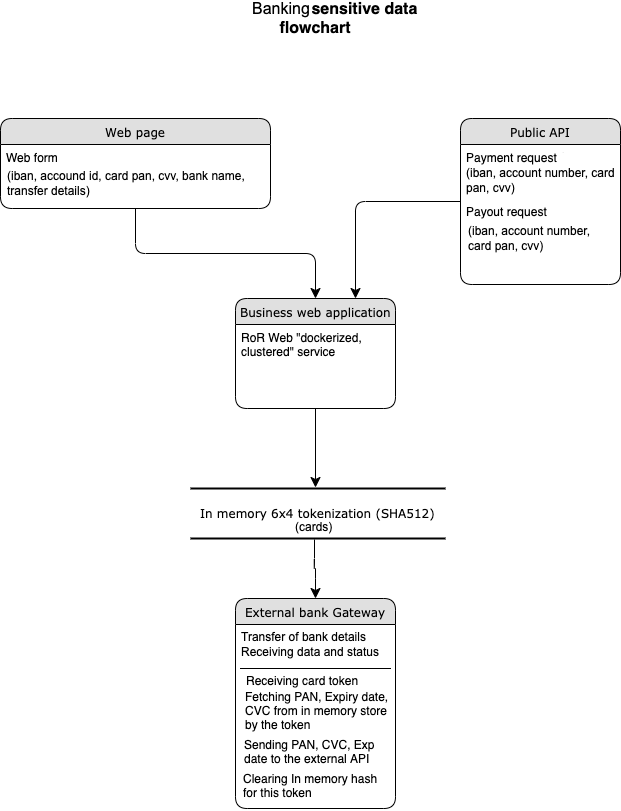 Banking sensitive data
flowchart
Web page
Web form
(iban, accound id, card pan, cvv, bank name,
transfer details)
Public API
Payment request
(iban, account number, card
pan, cvv)
Payout request
(iban, account number,
card pan, cvv)
Business web application
RoR Web "dockerized,
clustered" service
In memory 6x4 tokenization (SHA512)
(cards)
External bank Gateway
Transfer of bank details
Receiving data and status
Receiving card token
Fetching PAN, Expiry date,
CVC from in memory store
by the token
Sending PAN, CVC, Exp
date to the external API
Clearing In memory hash
for this token